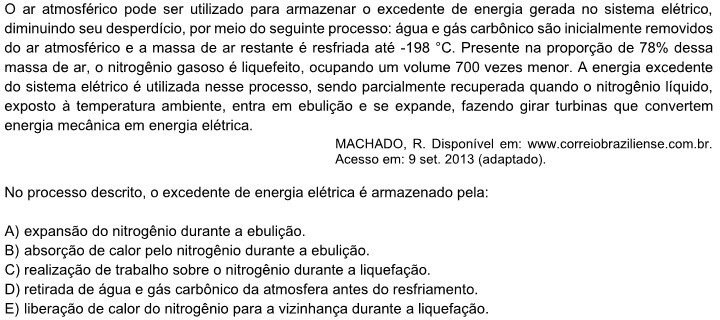 O ar atmosférico pode ser utilizado para armazenar o excedente de energia gerada no sistema elétrico,
diminuindo seu desperdício, por meio do seguinte processo: água e gás carbônico são inicialmente removidos
do ar atmosférico e a massa de ar restante é resfriada até -198 °C. Presente na proporção de 78% dessa
massa de ar, o nitrogênio gasoso é liquefeito, ocupando um volume 700 vezes menor. A energia excedente
do sistema elétrico é utilizada nesse processo, sendo parcialmente recuperada quando o nitrogênio líquido,
exposto à temperatura ambiente, entra em ebulição e se expande, fazendo girar turbinas que convertem
energia mecânica em energia elétrica.
MACHADO, R. Disponível em: www.correiobraziliense.com.br.
Acesso em: 9 set. 2013 (adaptado).
No processo descrito, o excedente de energia elétrica é armazenado pela:
A) expansão do nitrogênio durante a ebulição.
B) absorção de calor pelo nitrogênio durante a ebulição.
C) realização de trabalho sobre o nitrogênio durante a liquefação.
D) retirada de água e gás carbônico da atmosfera antes do resfriamento.
E) liberação de calor do nitrogênio para a vizinhança durante a liquefação.